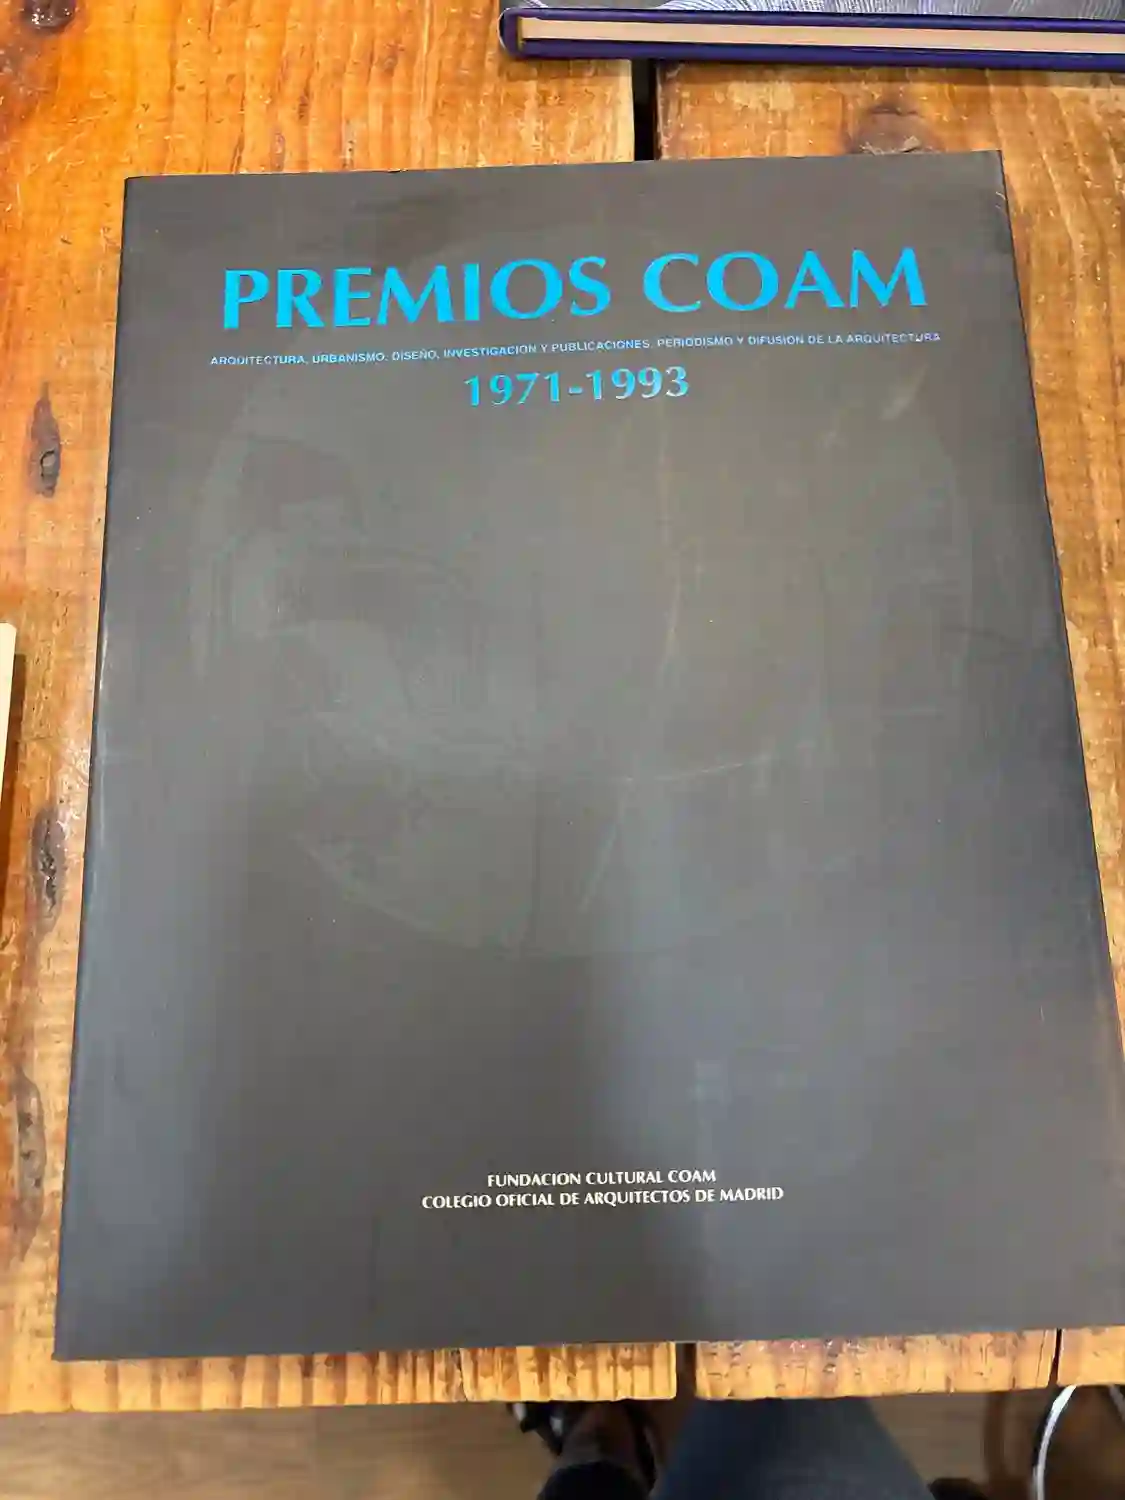 PREMIOS COAM
ARQUITECTURA, URBANISMO, DISEÑO, INVESTIGACION Y PUBLICACIONES, PERIODISMO Y DIFUSION DE LA ARQUITECTURA
1971-1993
FUNDACION CULTURAL COAM
COLEGIO OFICIAL DE ARQUITECTOS DE MADRID